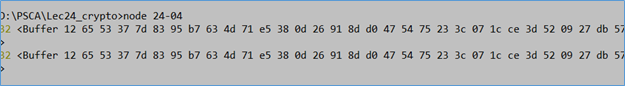 D:\PSCA\Lec24_crypto>node 24-04
32 <Buffer 12 65 53 37 7d 83 95 b7 63 4d 71 e5 38 0d 26 91 8d d0 47 54 75 23 3c 07 1c ce 3d 52 09 27 db 57
>
32 <Buffer 12 65 53 37 7d 83 95 b7 63 4d 71 e5 38 0d 26 91 8d d0 47 54 75 23 3c 07 1c ce 3d 52 09 27 db 57
>